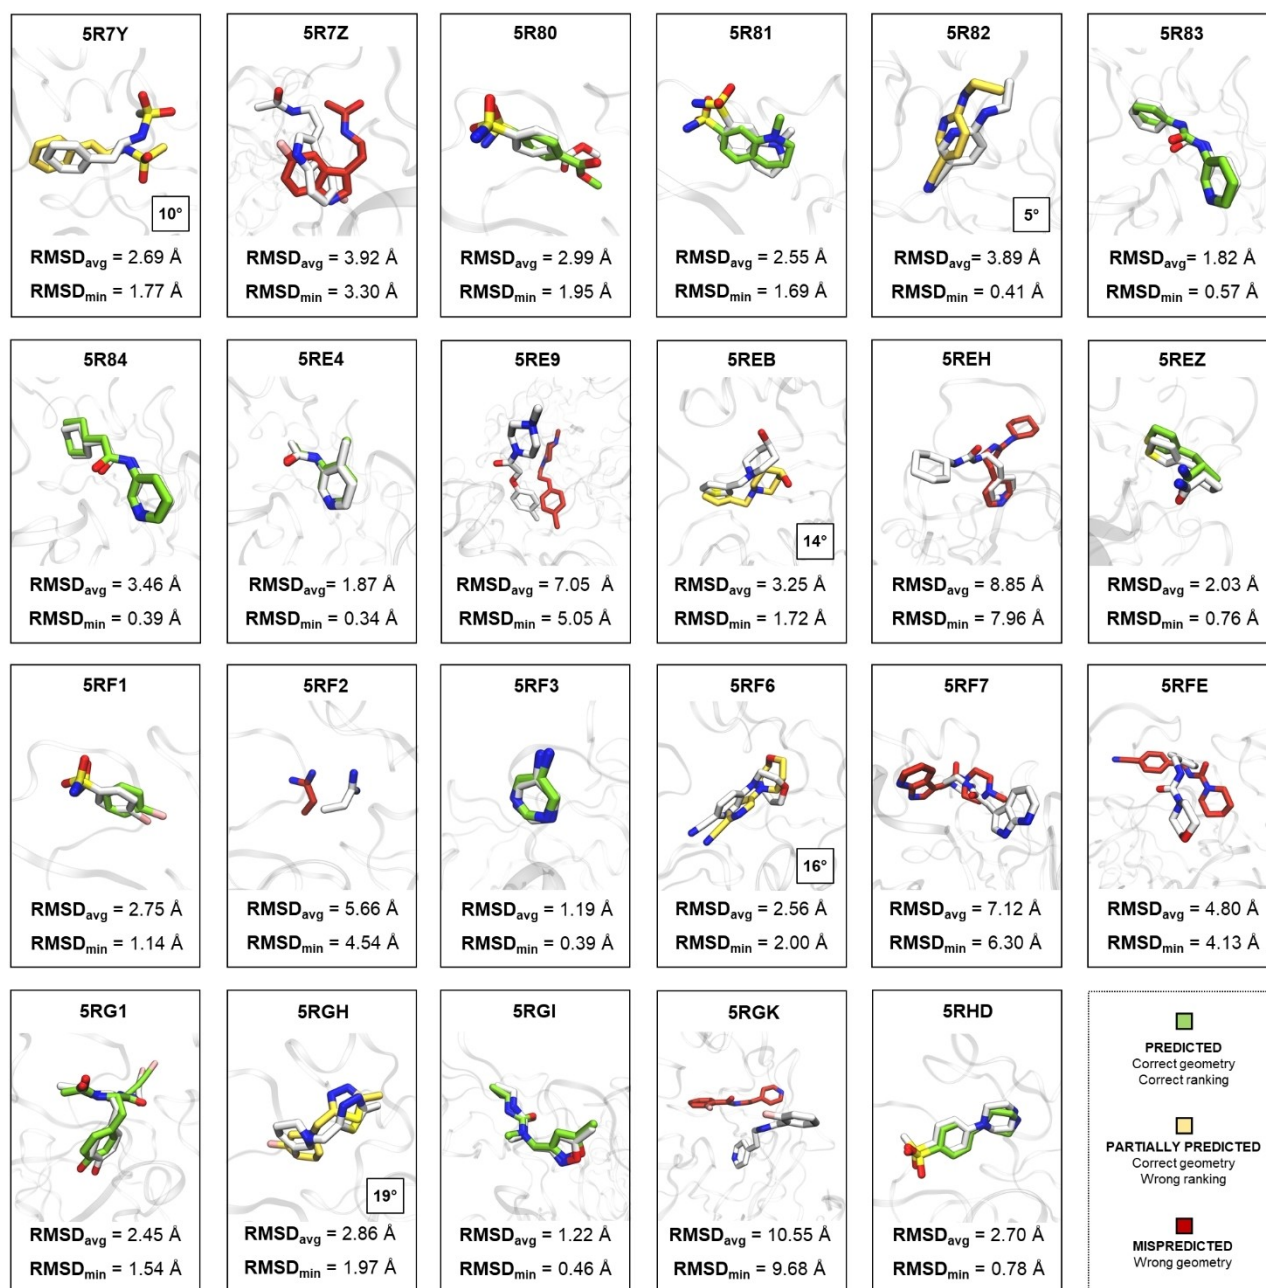 5R7Y
10°
RMSDavg = 2.69 Å
RMSDmin = 1.77 Å
5R7Z
RMSDavg = 3.92 Å
RMSDmin = 3.30 Å
5R80
RMSDavg = 2.99 Å
RMSDmin = 1.95 Å
5R81
RMSDavg = 2.55 Å
RMSDmin = 1.69 Å
5R82
5°
RMSDavg= 3.89 Å
RMSDmin = 0.41 Å
5R83
RMSDavg= 1.82 Å
RMSDmin = 0.57 Å
5R84
RMSDavg = 3.46 Å
RMSDmin = 0.39 Å
5RE4
RMSDavg= 1.87 Å
RMSDmin = 0.34 Å
5RE9
RMSDavg = 7.05 Å
RMSDmin = 5.05 Å
5REB
14°
RMSDavg = 3.25 Å
RMSDmin = 1.72 Å
5REH
RMSDavg = 8.85 Å
RMSDmin = 7.96 Å
5REZ
RMSDavg = 2.03 Å
RMSDmin = 0.76 Å
5RF1
RMSDavg = 2.75 Å
RMSDmin = 1.14 Å
5RF2
RMSDavg = 5.66 Å
RMSDmin = 4.54 Å
5RF3
RMSDavg = 1.19 Å
RMSDmin = 0.39 Å
5RF6
16°
RMSDavg = 2.56 Å
RMSDmin = 2.00 Å
5RF7
RMSDavg = 7.12 Å
RMSDmin = 6.30 Å
5RFE
RMSDavg = 4.80 Å
RMSDmin = 4.13 Å
5RG1
RMSDavg = 2.45 Å
RMSDmin = 1.54 Å
5RGH
19°
RMSDavg = 2.86 Å
RMSDmin = 1.97 Å
5RGI
RMSDavg = 1.22 Å
RMSDmin = 0.46 Å
5RGK
RMSDavg = 10.55 Å
RMSDmin = 9.68 Å
5RHD
RMSDavg = 2.70 Å
RMSDmin = 0.78 Å
PREDICTED
Correct geometry
Correct ranking
PARTIALLY PREDICTED
Correct geometry
Wrong ranking
MISPREDICTED
Wrong geometry